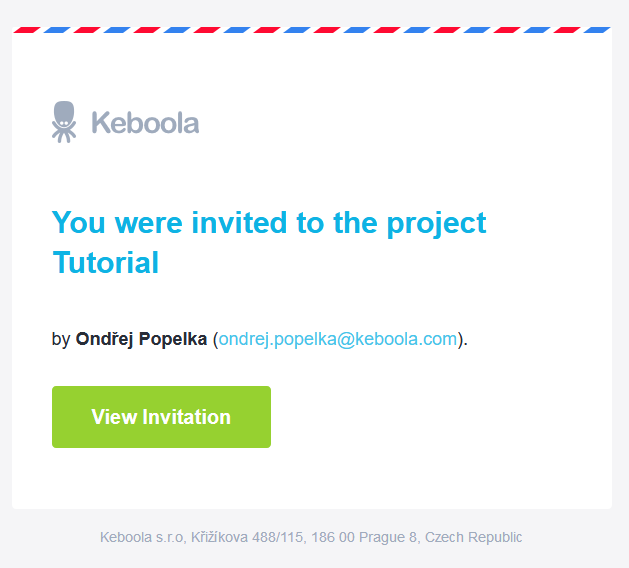 Keboola
You were invited to the project
Tutorial
by Ondřej Popelka (ondrej.popelka@keboola.com).
View Invitation
Keboola s.r.o, Křižíkova 488/115, 186 00 Prague 8, Czech Republic